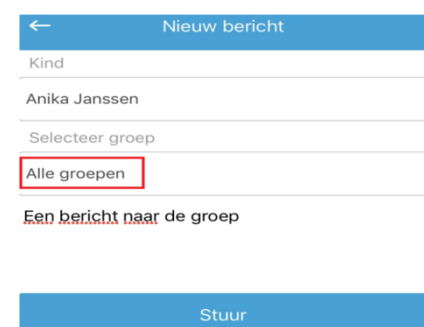 Nieuw bericht
Kind
Anika Janssen
Selecteer groep
Alle groepen
Een bericht naar de groep
Stuur